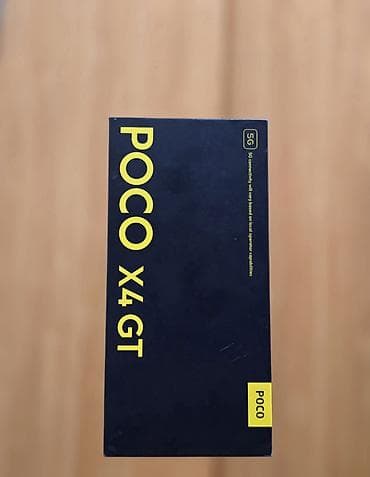 5G
5G connectivity will vary based on local operator capabilities
POCO X4 GT
POCO